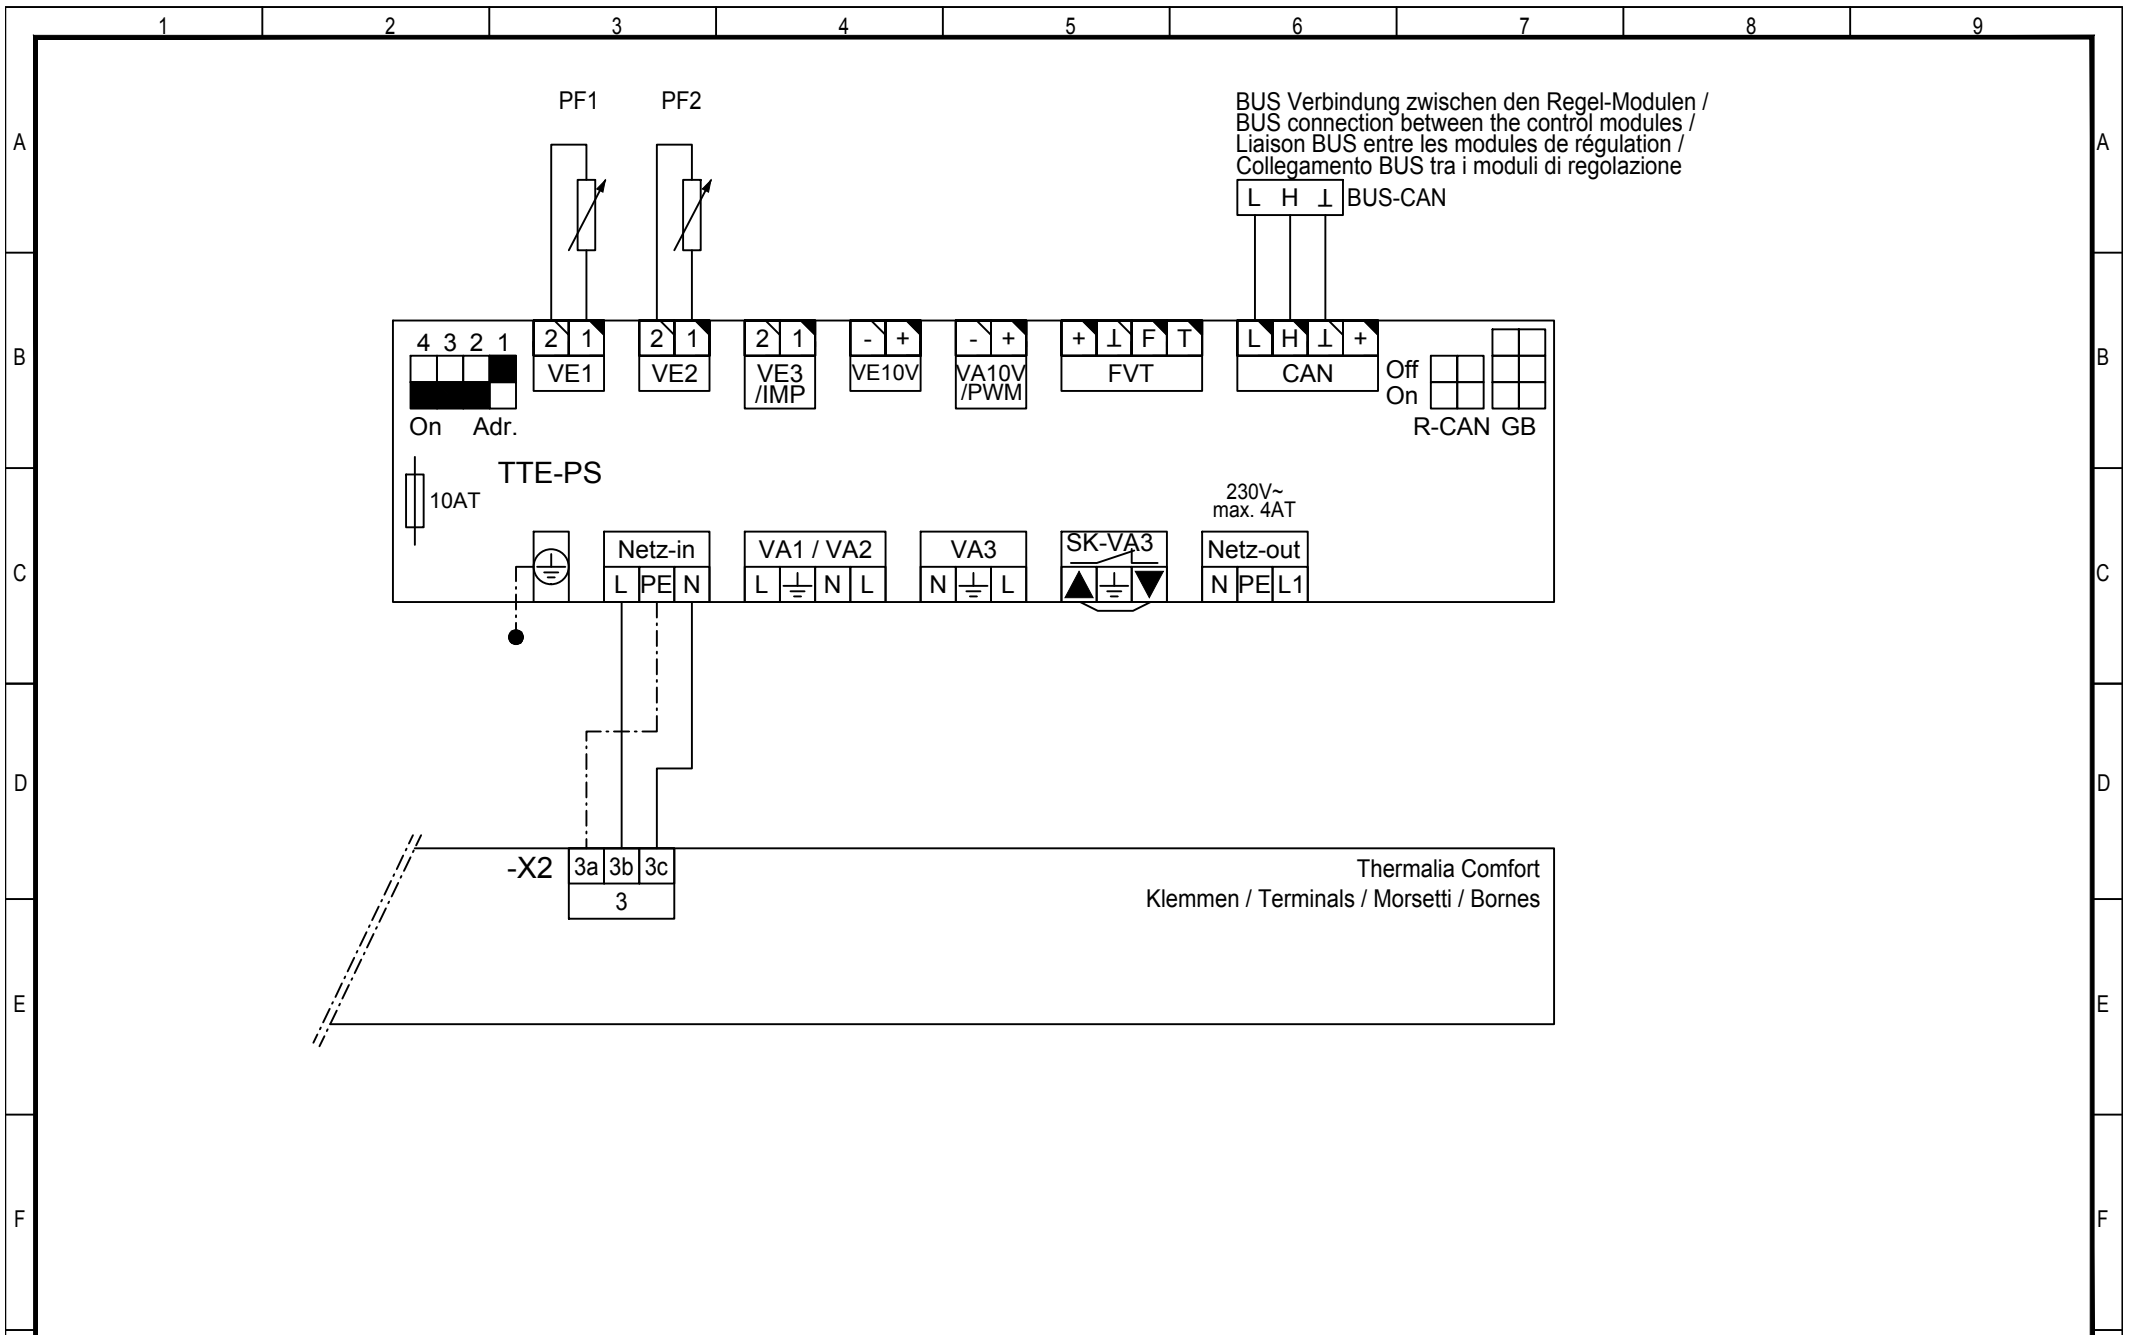 1 2 3 4 5 6 7 8 9
PF1 PF2
BUS Verbindung zwischen den Regel-Modulen /
BUS connection between the control modules /
Liaison BUS entre les modules de régulation /
Collegamento BUS tra i moduli di regolazione
A A
L H ⊥ BUS-CAN
4 3 2 1
2 1 2 1 2 1 - + - + + ⊥ F T L H ⊥ +
B B
VE1 VE2 VE3 VE10V VA10V FVT CAN Off
/IMP /PWM On
On Adr. R-CAN GB
TTE-PS
10AT
230V~
max. 4AT
Netz-in VA1 / VA2 VA3 SK-VA3 Netz-out
C C
L PE N L N L N L N PE L1
D D
-X2 3a 3b 3c Thermalia Comfort
3 Klemmen / Terminals / Morsetti / Bornes
E E
F F